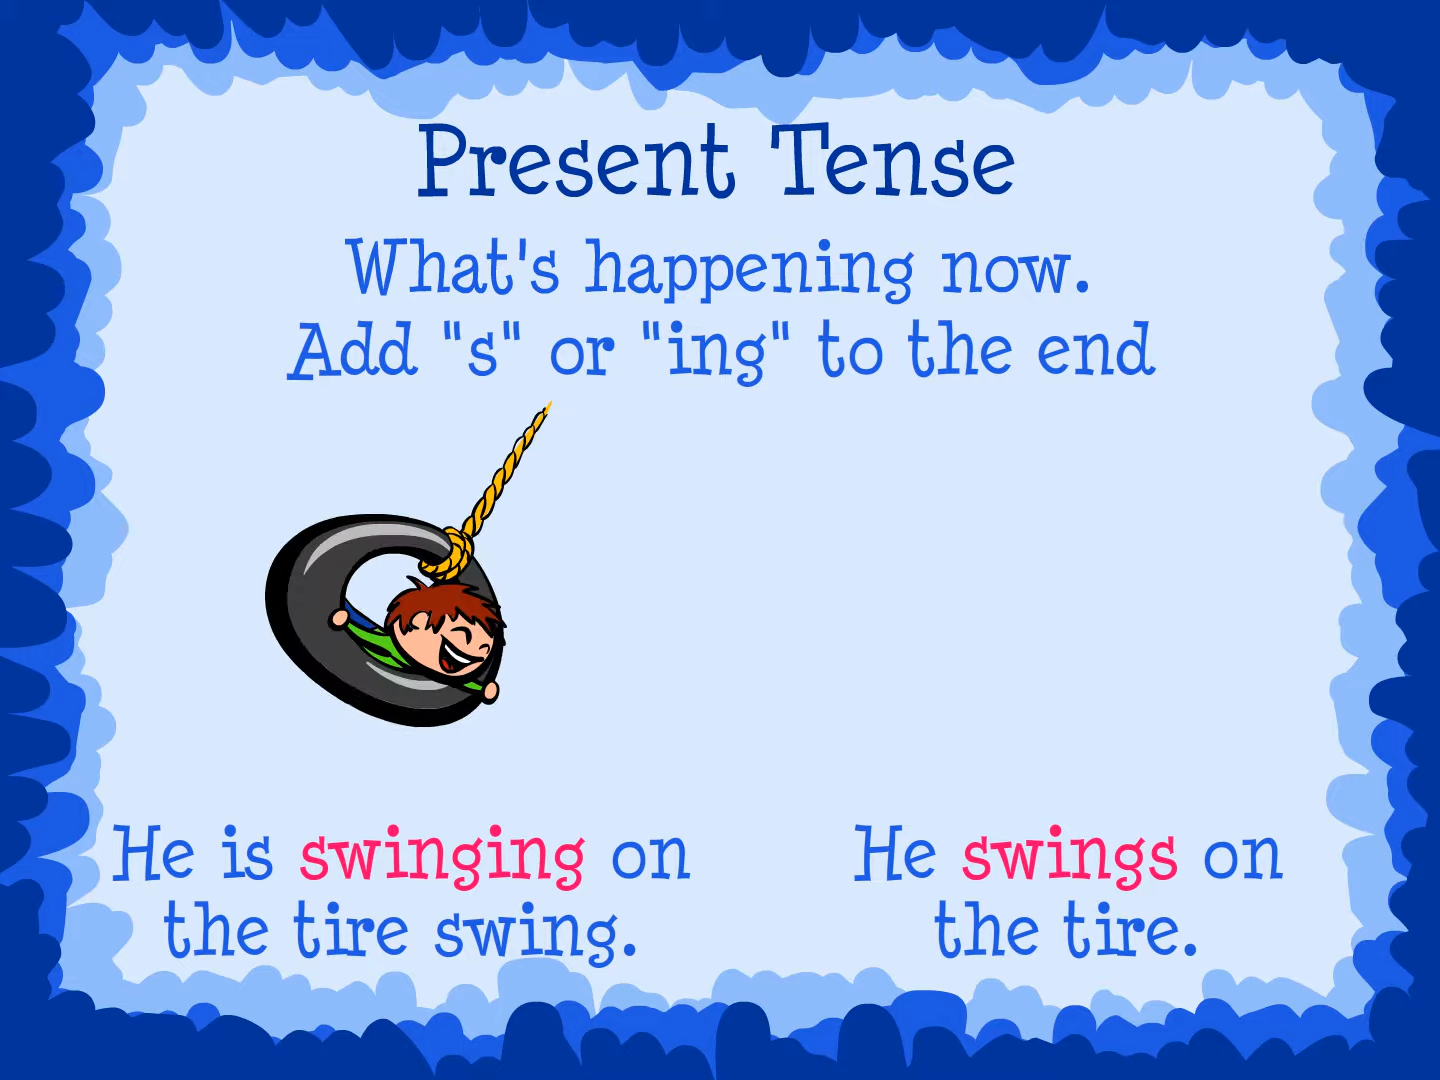 Present Tense
What's happening now.
Add "s" or "ing" to the end
He is swinging on
the tire swing.
He swings on
the tire.